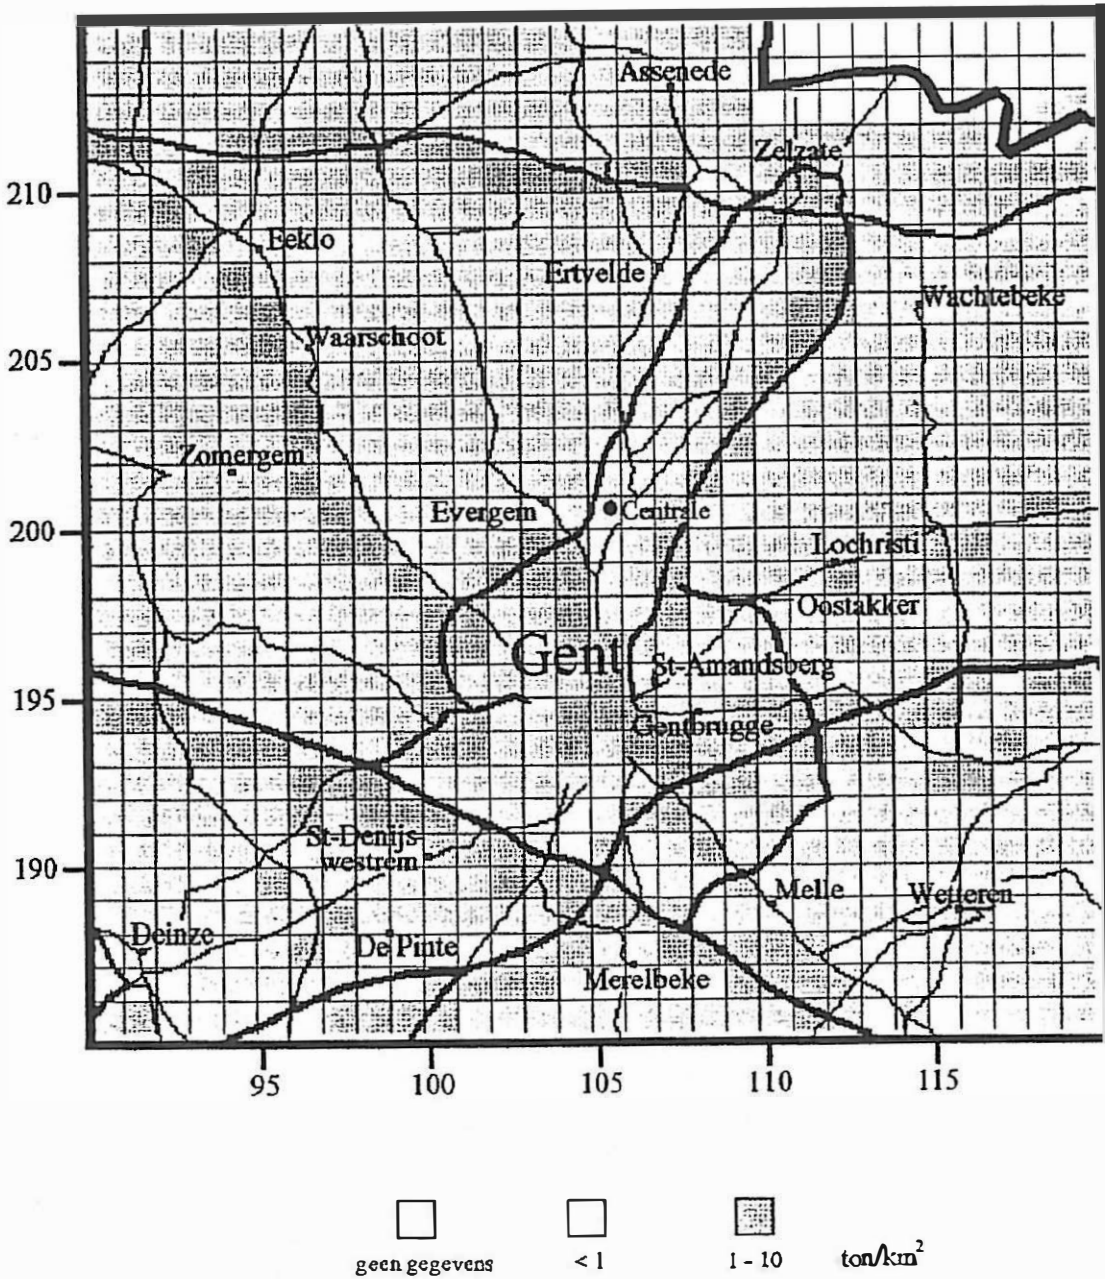 Assenede
Zelzate
210
Eeklo
Ertvelde
Wachtebeke
Waarschoot
205
Zomergem
Evergem
Centrale
200
Lochristi
Oostakker
Gent
St-Amandsberg
195
Gentbrugge
St-Denijs-
westrem
190
Melle
Wetteren
Deinze
De Pinte
Merelbeke
95 100 105 110 115
geen gegevens < 1 1 - 10 ton/km²